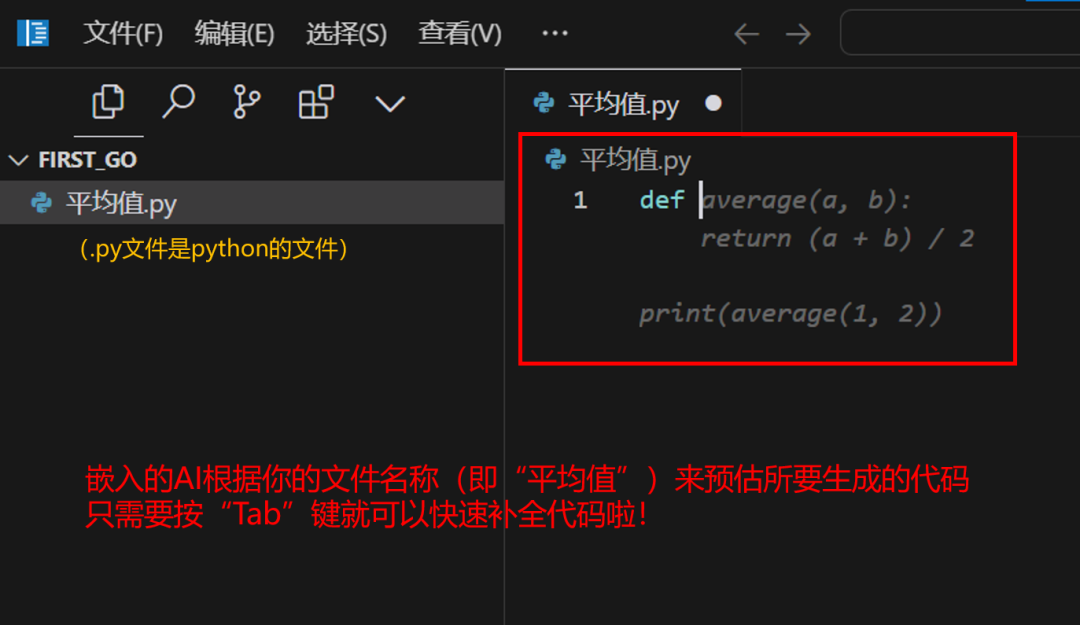 文件(F) 编辑(E) 选择(S) 查看(V) ···
平均值.py
FIRST_GO
平均值.py
（.py文件是python的文件）
平均值.py
1 def average(a, b):
return (a + b) / 2
print(average(1, 2))
嵌入的AI根据你的文件名称（即“平均值”）来预估所要生成的代码
只需要按“Tab”键就可以快速补全代码啦！